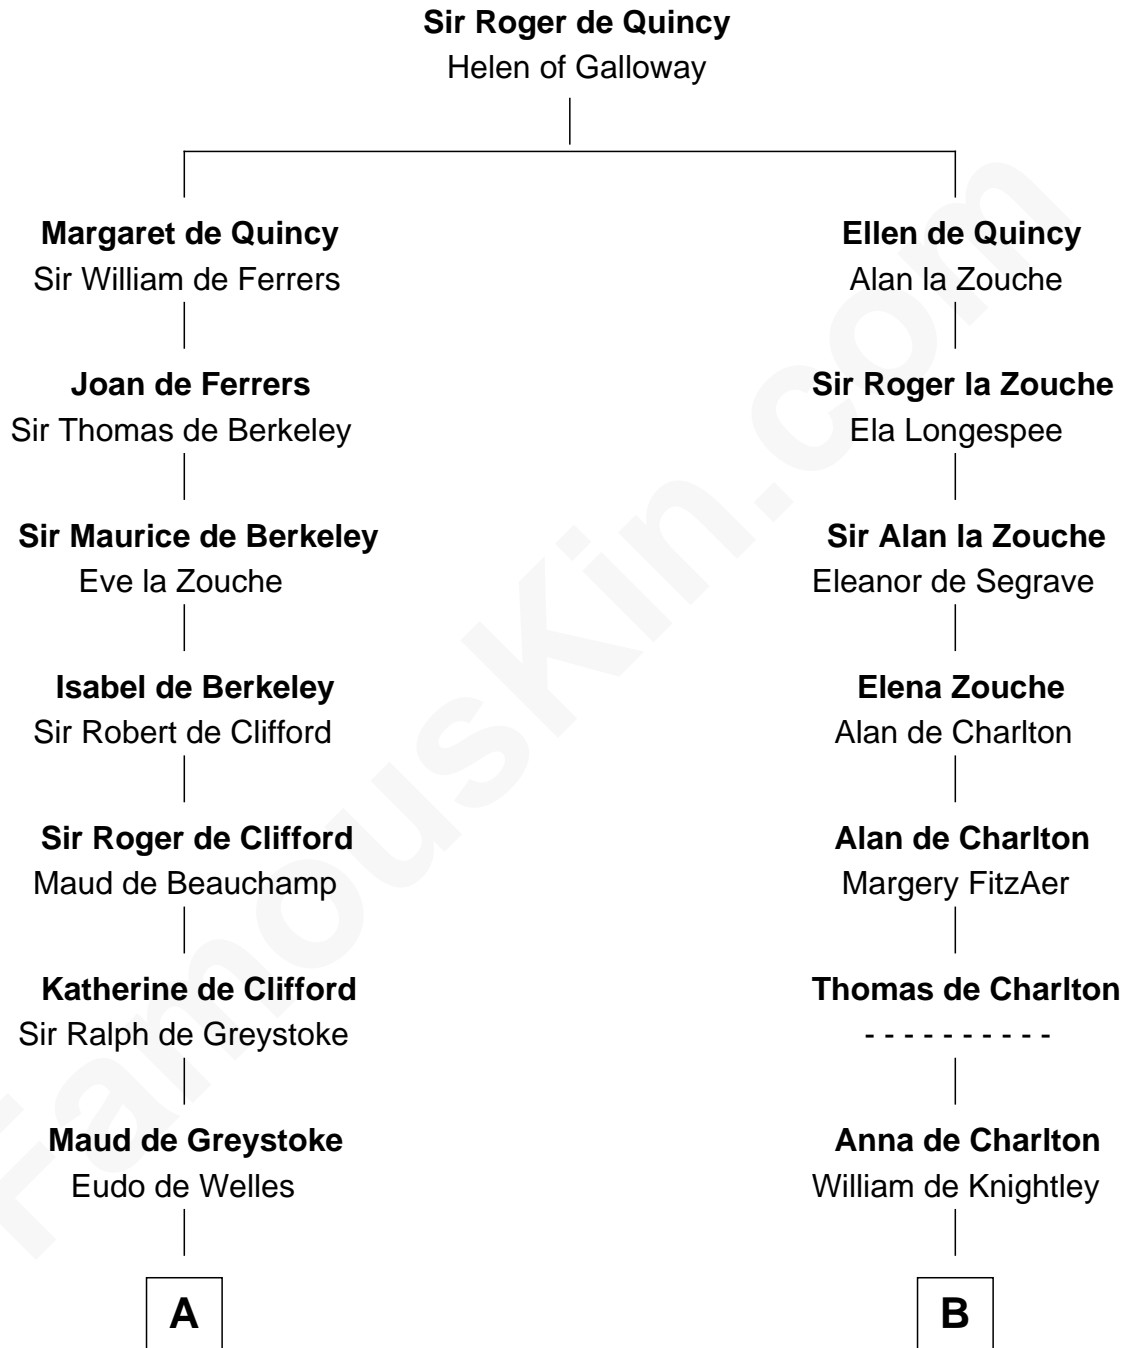 Sir Roger de Quincy
Helen of Galloway
Margaret de Quincy
Sir William de Ferrers
Ellen de Quincy
Alan la Zouche
Joan de Ferrers
Sir Thomas de Berkeley
Sir Roger la Zouche
Ela Longespee
Sir Maurice de Berkeley
Eve la Zouche
Sir Alan la Zouche
Eleanor de Segrave
Isabel de Berkeley
Sir Robert de Clifford
Elena Zouche
Alan de Charlton
Sir Roger de Clifford
Maud de Beauchamp
Alan de Charlton
Margery FitzAer
Katherine de Clifford
Sir Ralph de Greystoke
Thomas de Charlton
- - - - - - - - - -
Maud de Greystoke
Eudo de Welles
Anna de Charlton
William de Knightley
A
B
FamousKin.com